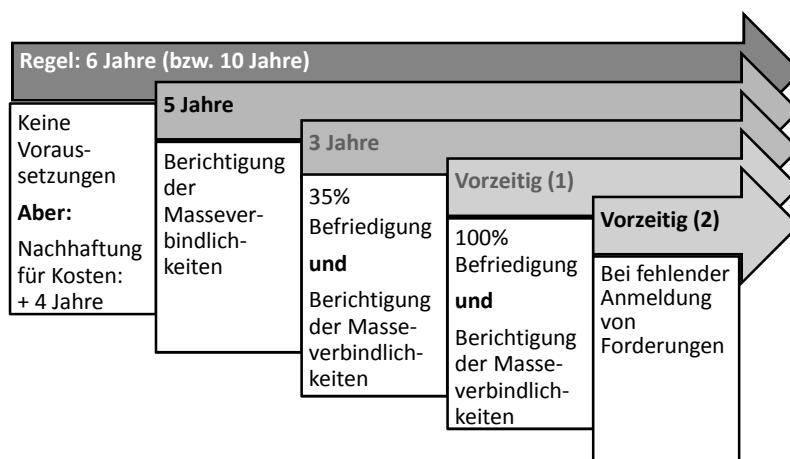 Regel: 6 Jahre (bzw. 10 Jahre)
Keine
Voraus-
setzungen
Aber:
Nachhaftung
für Kosten:
+ 4 Jahre
5 Jahre
Berichtigung
der
Massever-
bindlich-
keiten
3 Jahre
35%
Befriedigung
und
Berichtigung
der Masse-
verbindlich-
keiten
Vorzeitig (1)
100%
Befriedigung
und
Berichtigung
der Masse-
verbindlich-
keiten
Vorzeitig (2)
Bei fehlender
Anmeldung
von
Forderungen